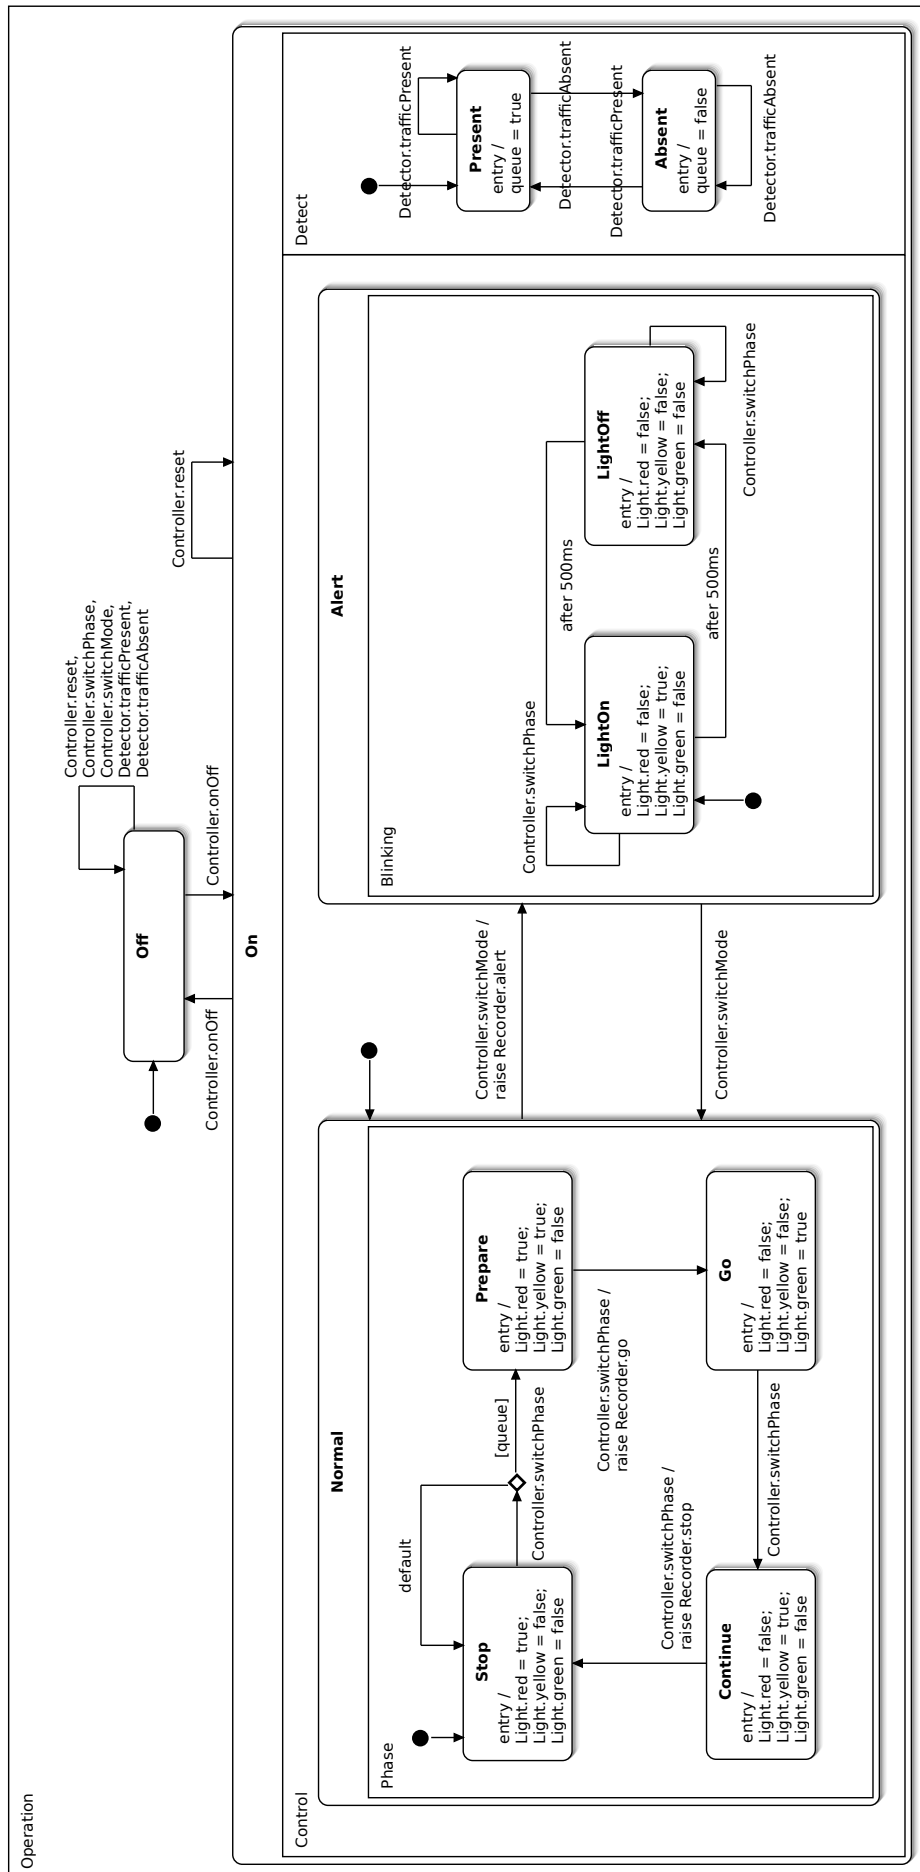 Operation
Off
Controller.reset,
Controller.switchPhase,
Controller.switchMode,
Detector.trafficPresent,
Detector.trafficAbsent
Controller.onOff
Controller.onOff
Controller.reset
On
Control
Normal
Phase
default
Stop
entry /
Light.red = true;
Light.yellow = false;
Light.green = false
[queue]
Controller.switchPhase
Prepare
entry /
Light.red = true;
Light.yellow = true;
Light.green = false
Controller.switchPhase /
raise Recorder.stop
Controller.switchPhase /
raise Recorder.go
Continue
entry /
Light.red = false;
Light.yellow = true;
Light.green = false
Controller.switchPhase
Go
entry /
Light.red = false;
Light.yellow = false;
Light.green = true
Controller.switchMode /
raise Recorder.alert
Controller.switchMode
Alert
Blinking
Controller.switchPhase
LightOn
entry /
Light.red = false;
Light.yellow = true;
Light.green = false
after 500ms
after 500ms
LightOff
entry /
Light.red = false;
Light.yellow = false;
Light.green = false
Controller.switchPhase
Detect
Detector.trafficPresent
Present
entry /
queue = true
Detector.trafficAbsent
Detector.trafficPresent
Absent
entry /
queue = false
Detector.trafficAbsent